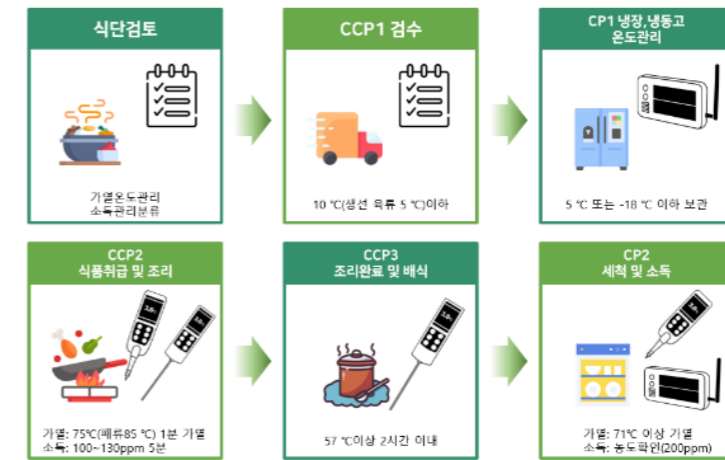 식단검토
가열온도관리
소독관리분류
CCP1 검수
10 ℃(생선 육류 5 ℃)이하
CP1 냉장,냉동고
온도관리
5 ℃ 또는 -18 ℃ 이하 보관
CCP2
식품취급 및 조리
가열: 75℃(패류85 ℃) 1분 가열
소독: 100~130ppm 5분
CCP3
조리완료 및 배식
57 ℃이상 2시간 이내
CP2
세척 및 소독
가열: 71℃ 이상 가열
소독: 농도확인(200ppm)